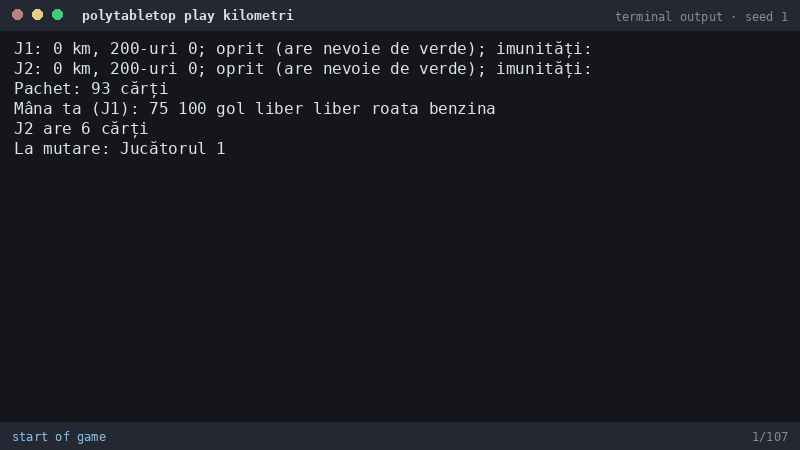 polytabletop play kilometri
terminal output · seed 1
J1: 0 km, 200-uri 0; oprit (are nevoie de verde); imunități:
J2: 0 km, 200-uri 0; oprit (are nevoie de verde); imunități:
Pachet: 93 cărți
Mâna ta (J1): 75 100 gol liber liber roata benzina
J2 are 6 cărți
La mutare: Jucătorul 1
start of game
1/107